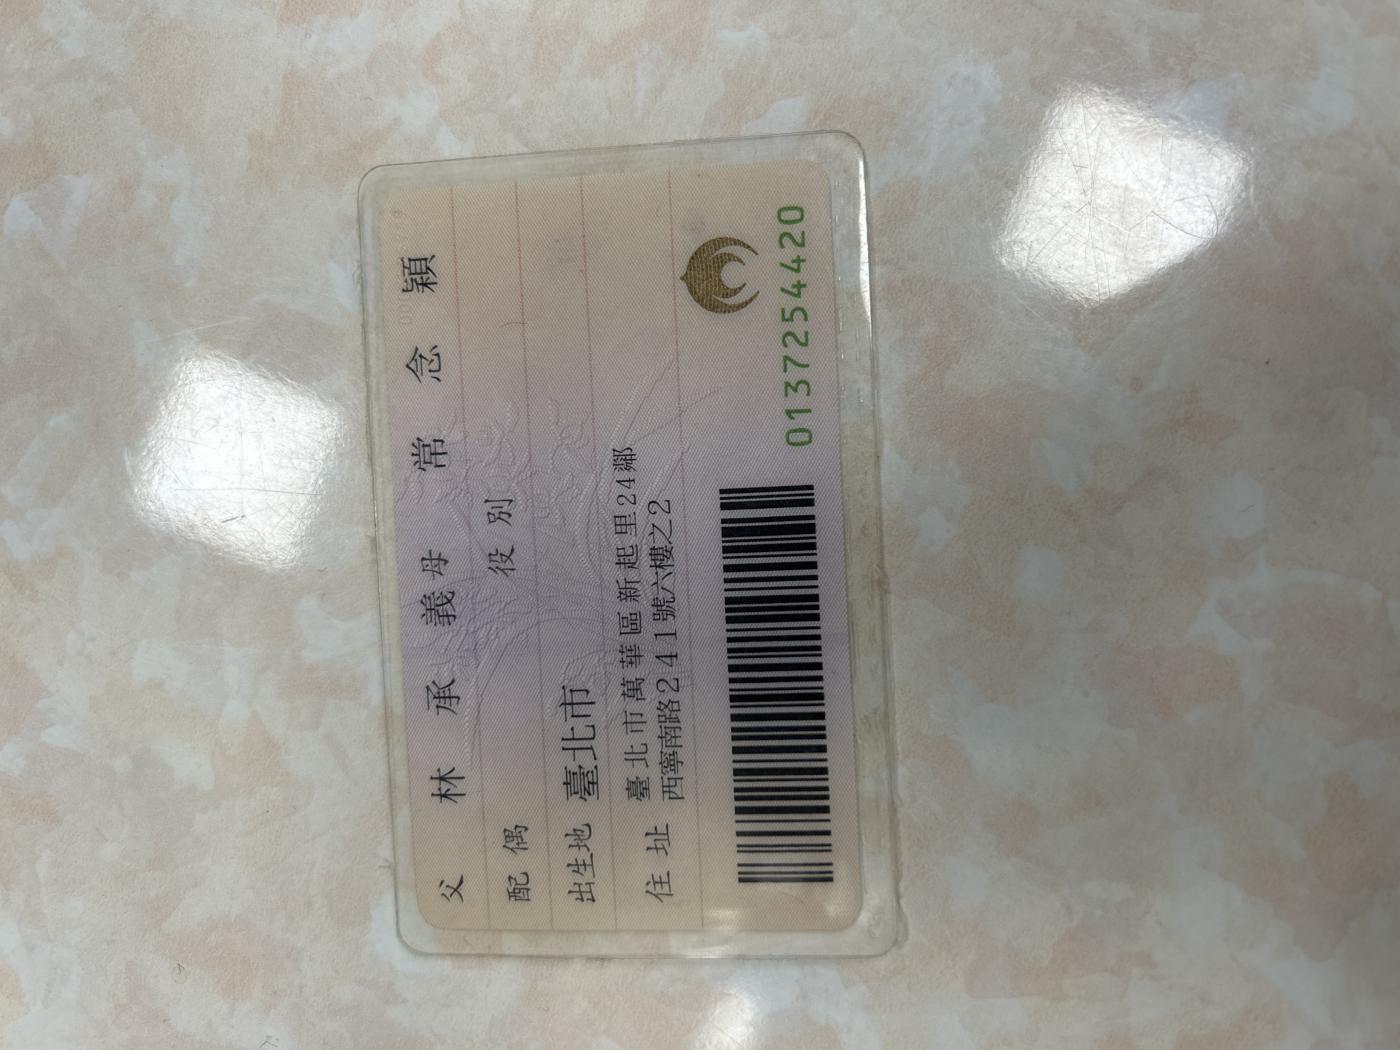 父 林承義 母 常念穎
配偶 役別
出生地 臺北市
住址 臺北市萬華區新起里24鄰
西寧南路241號六樓之2
0137254420